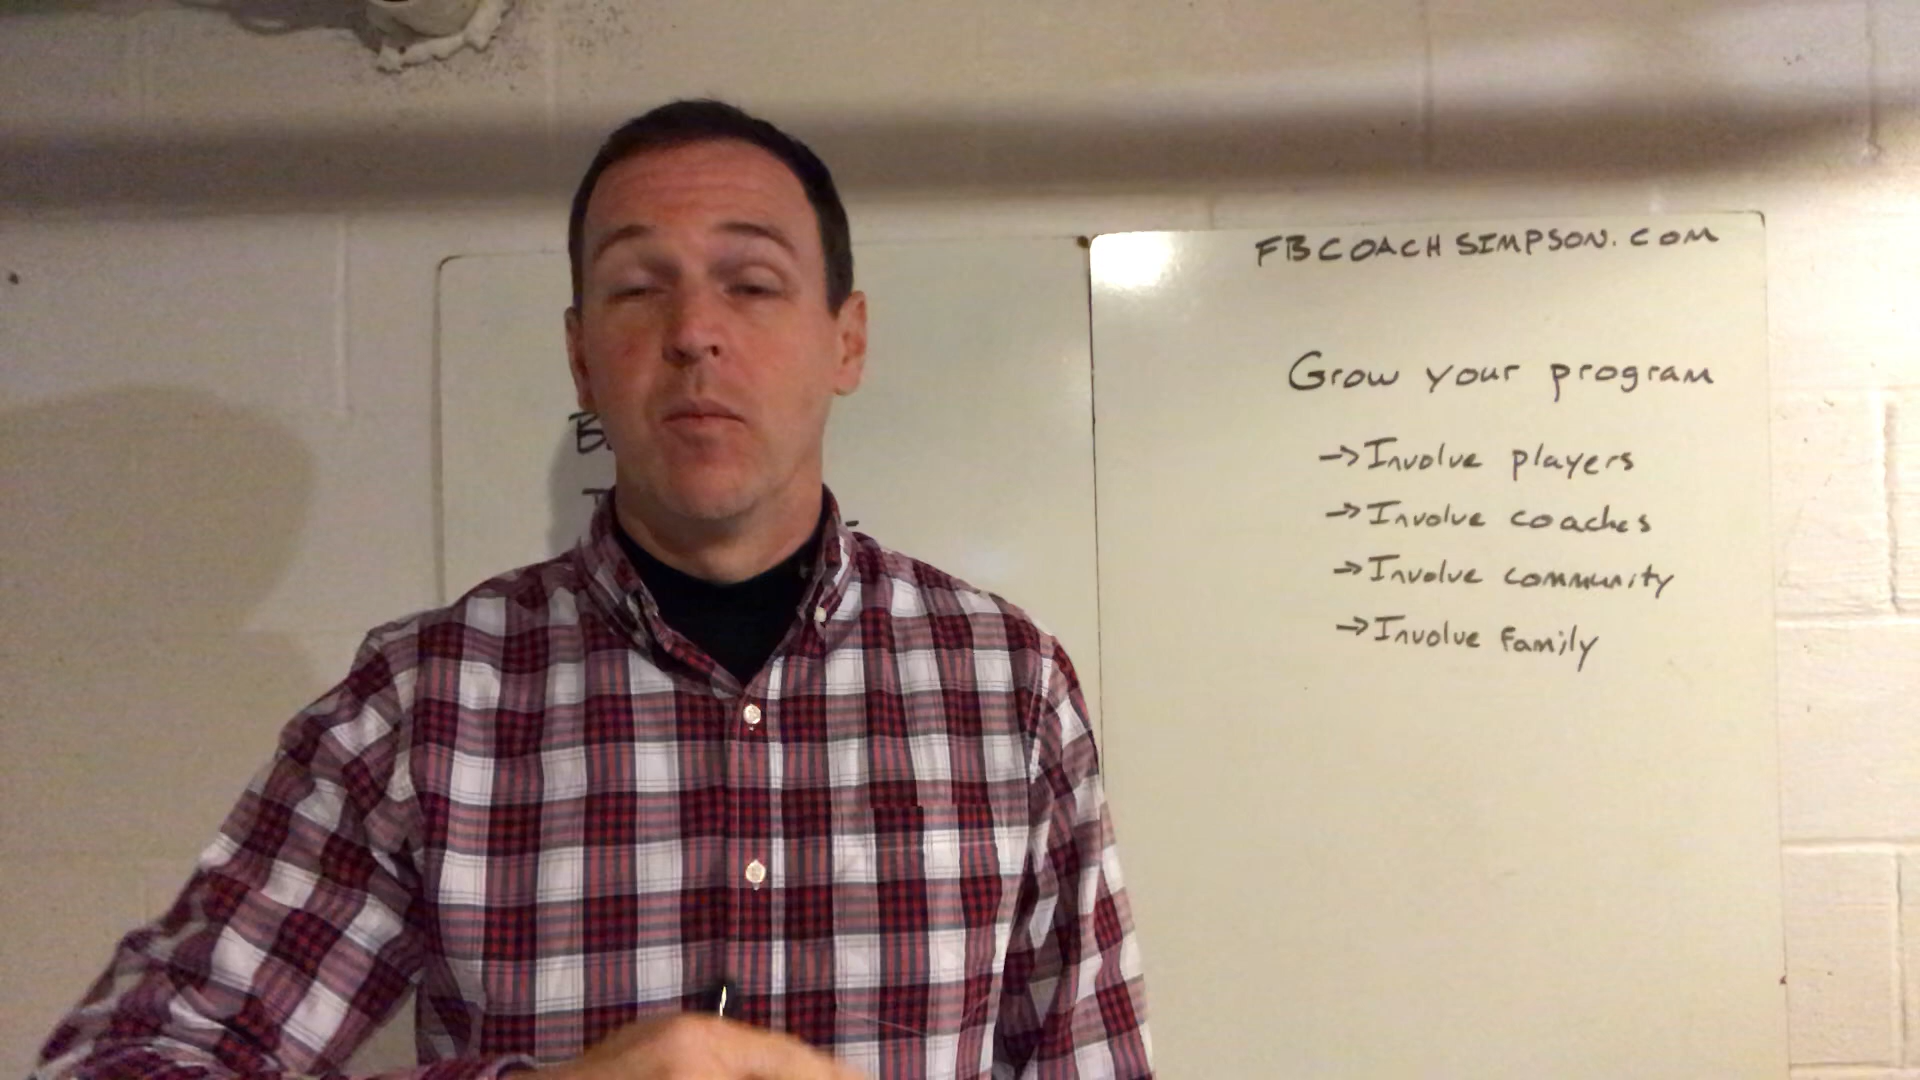 FBCOACHSIMPSON.COM
Grow your program
→Involve players
→Involve coaches
→Involve community
→Involve family